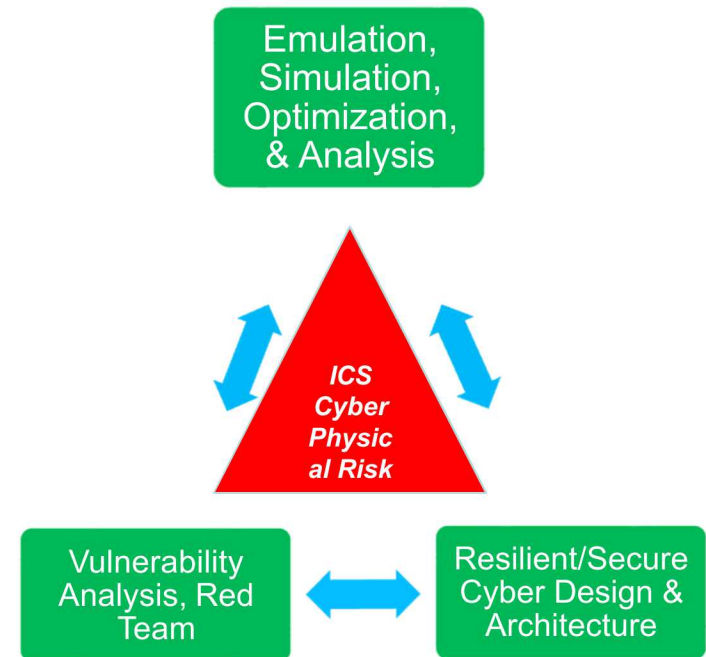 Emulation,
Simulation,
Optimization,
& Analysis
ICS
Cyber
Physic
al Risk
Vulnerability
Analysis, Red
Team
Resilient/Secure
Cyber Design &
Architecture